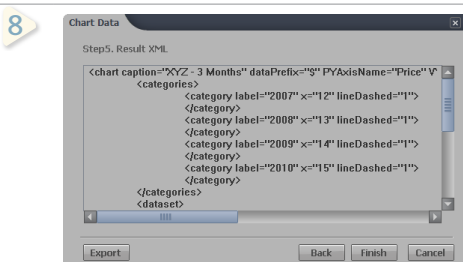 8
Chart Data
Step5. Result XML
<chart caption="XYZ - 3 Months" dataPrefix="$" PYAxisName="Price"
<categories>
<category label="2007" x="12" lineDashed="1">
</category>
<category label="2008" x="13" lineDashed="1">
</category>
<category label="2009" x="14" lineDashed="1">
</category>
<category label="2010" x="15" lineDashed="1">
</category>
</categories>
<dataset>
Export Back Finish Cancel